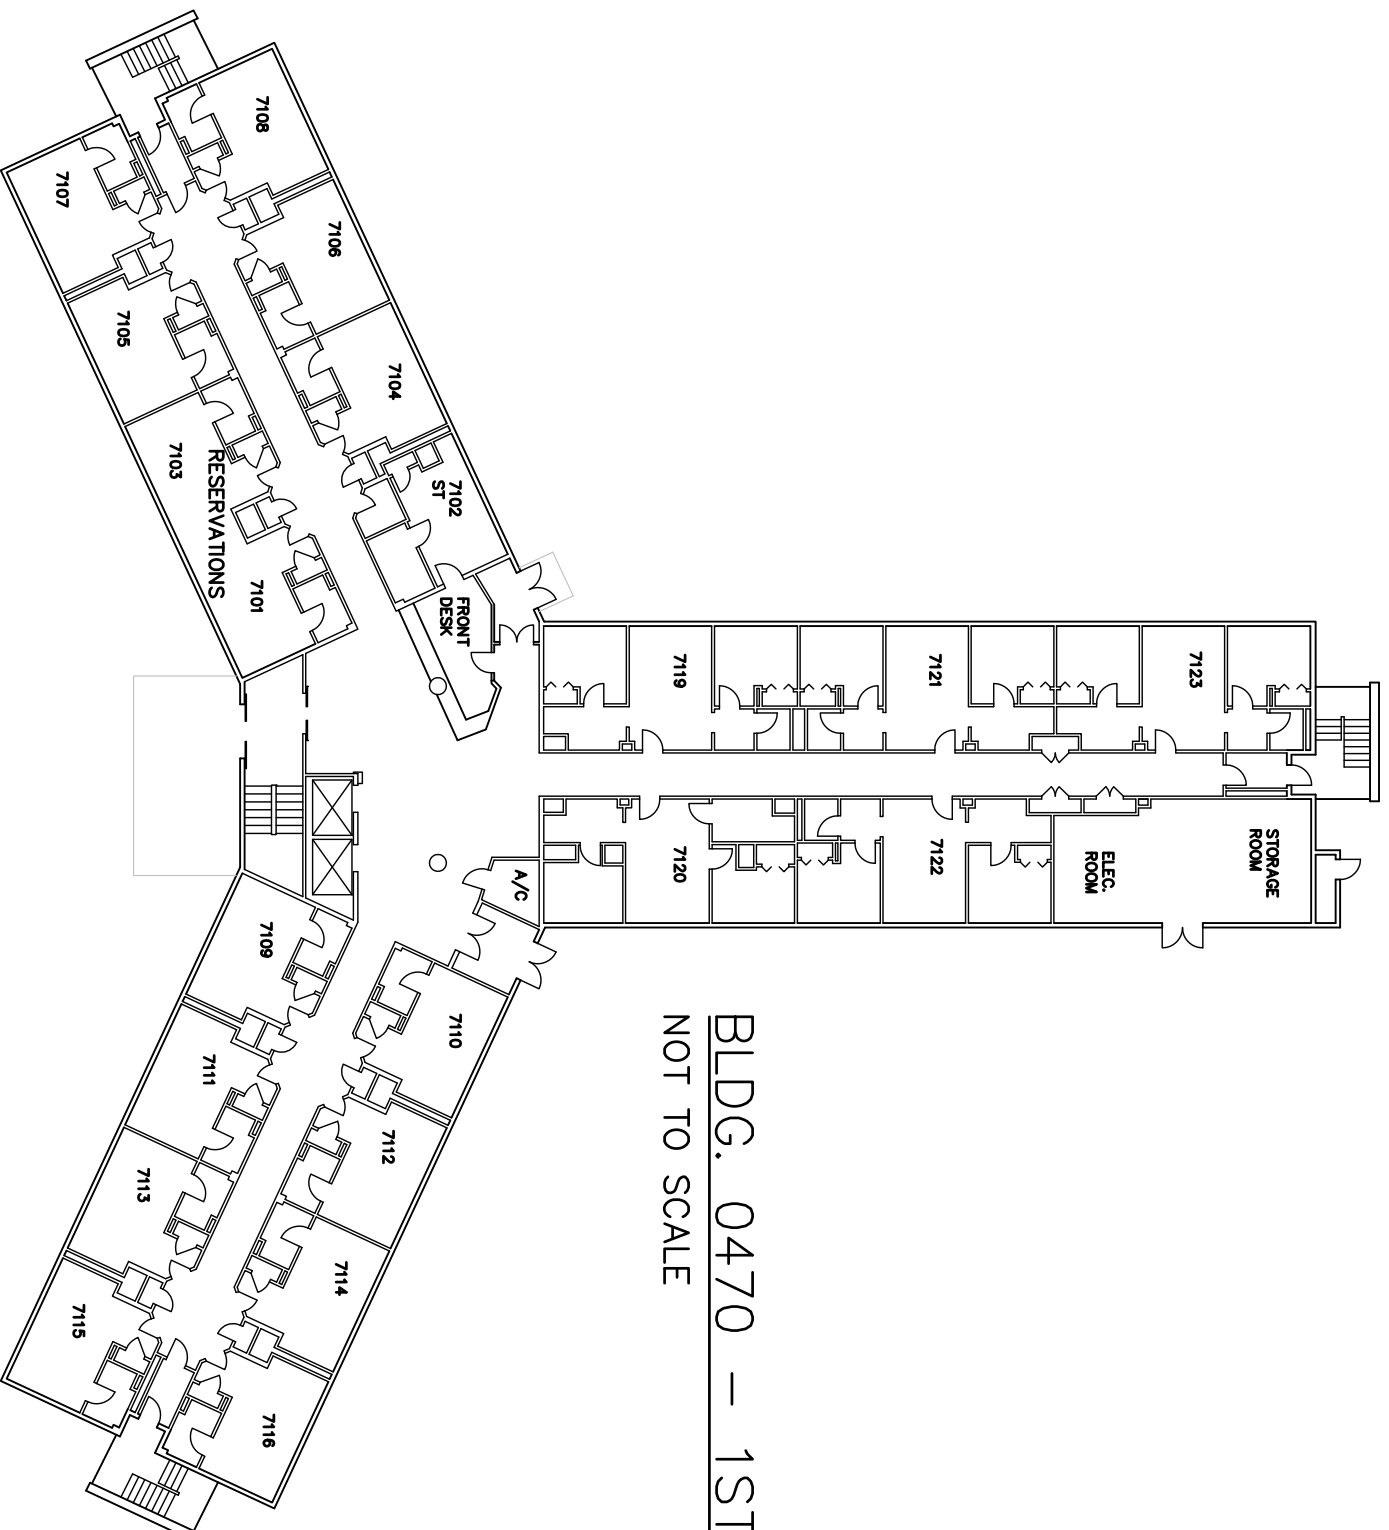 7108
7107
7106
7105
7104
7103
RESERVATIONS
7102
ST
7101
FRONT
DESK
7119
7121
7123
7120
7122
ELEC.
ROOM
STORAGE
ROOM
A/C
7109
7110
7111
7112
7113
7114
7115
7116
BLDG. 0470 – 1ST
NOT TO SCALE